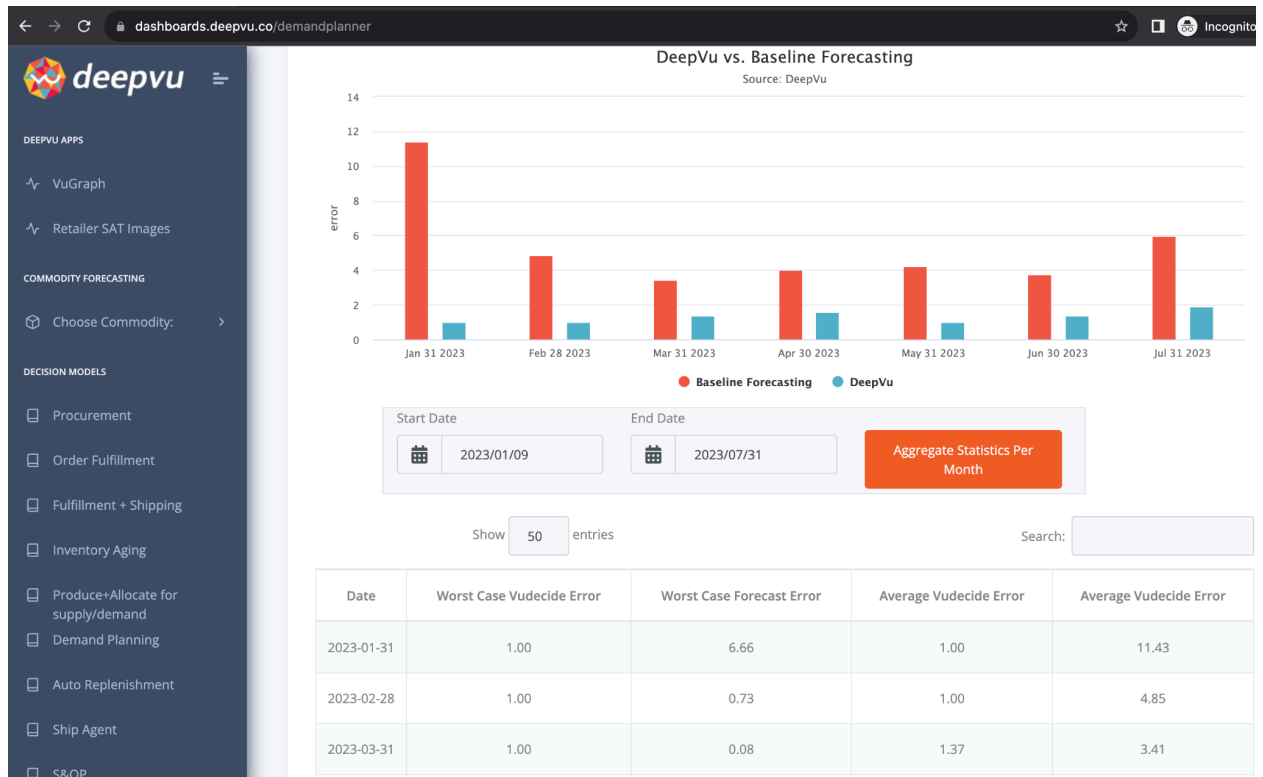 dashboards.deepvu.co/demandplanner
Incognito
deepvu
DEEPVU APPS
VuGraph
Retailer SAT Images
COMMODITY FORECASTING
Choose Commodity:
DECISION MODELS
Procurement
Order Fulfillment
Fulfillment + Shipping
Inventory Aging
Produce+Allocate for
supply/demand
Demand Planning
Auto Replenishment
Ship Agent
S&OP
DeepVu vs. Baseline Forecasting
Source: DeepVu
14
12
10
8
6
4
2
0
error
Jan 31 2023 Feb 28 2023 Mar 31 2023 Apr 30 2023 May 31 2023 Jun 30 2023 Jul 31 2023
Baseline Forecasting DeepVu
Start Date End Date
2023/01/09 2023/07/31
Aggregate Statistics Per
Month
Show 50 entries Search:
Date Worst Case Vudecide Error Worst Case Forecast Error Average Vudecide Error Average Vudecide Error
2023-01-31 1.00 6.66 1.00 11.43
2023-02-28 1.00 0.73 1.00 4.85
2023-03-31 1.00 0.08 1.37 3.41